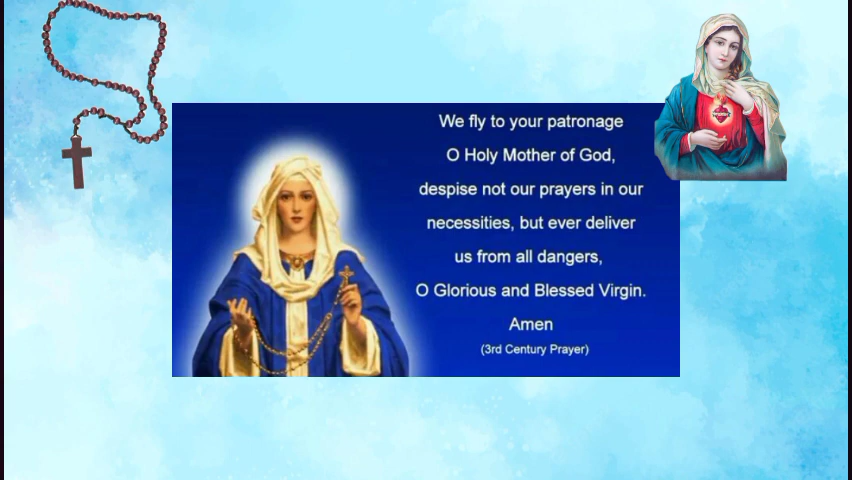 We fly to your patronage
O Holy Mother of God,
despise not our prayers in our
necessities, but ever deliver
us from all dangers,
O Glorious and Blessed Virgin.
Amen
(3rd Century Prayer)